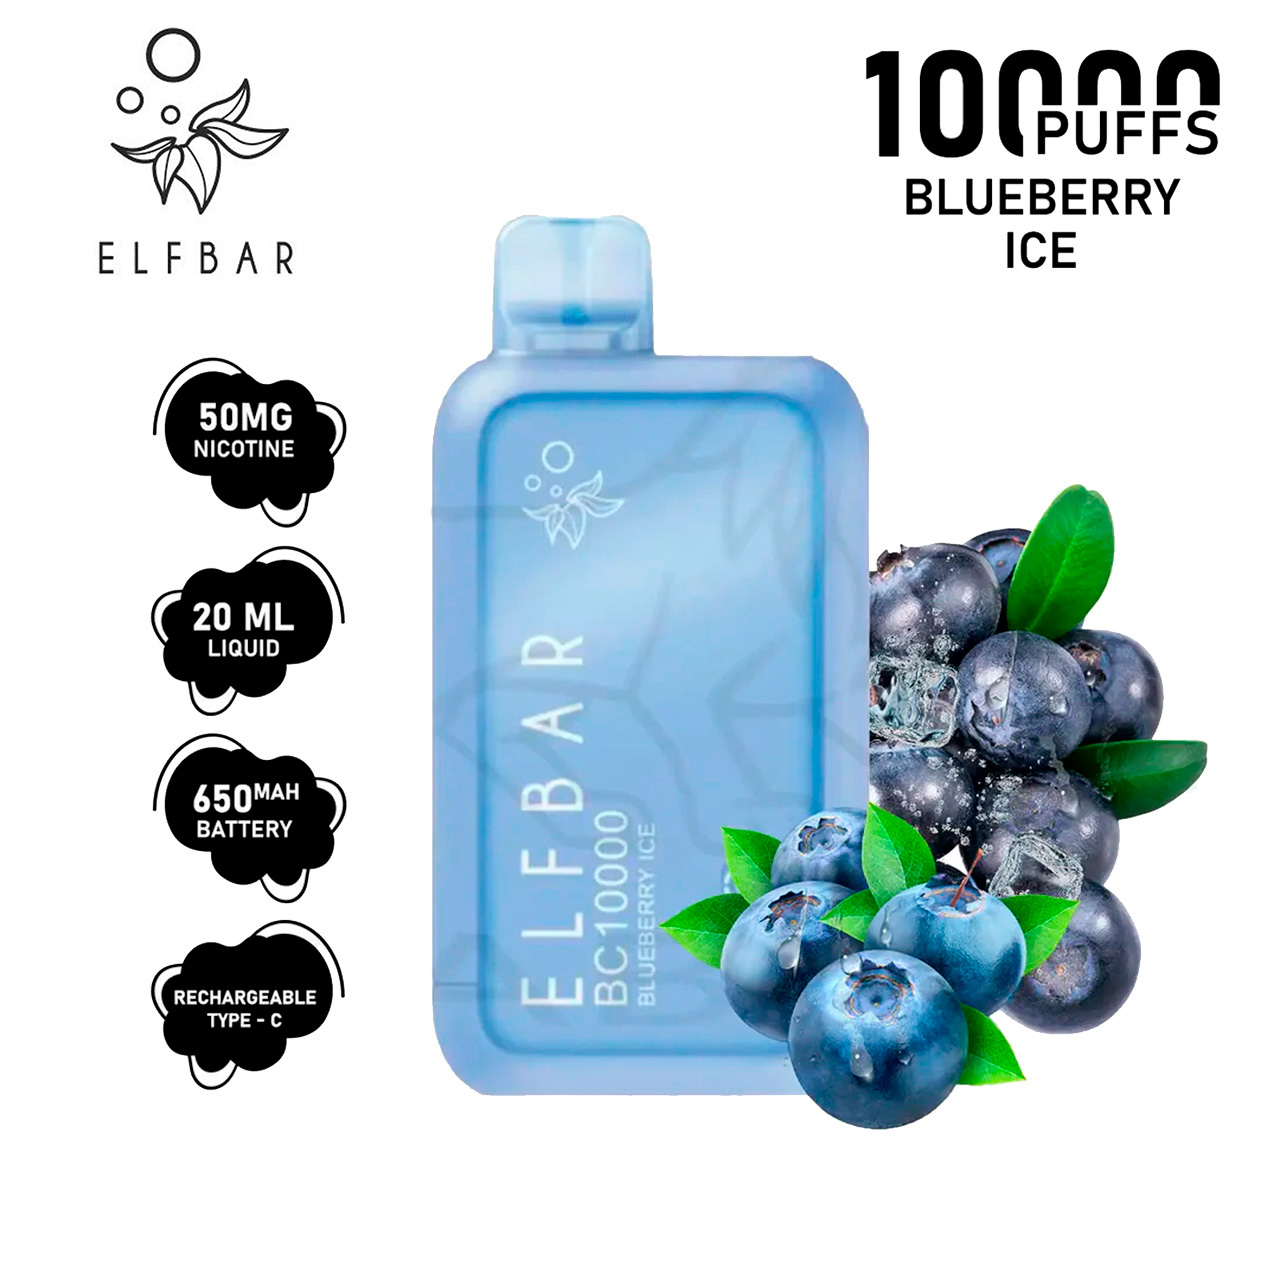 ELFBAR
10000
PUFFS
BLUEBERRY
ICE
50MG
NICOTINE
20 ML
LIQUID
650MAH
BATTERY
RECHARGEABLE
TYPE - C
ELFBAR
BC10000
BLUEBERRY ICE